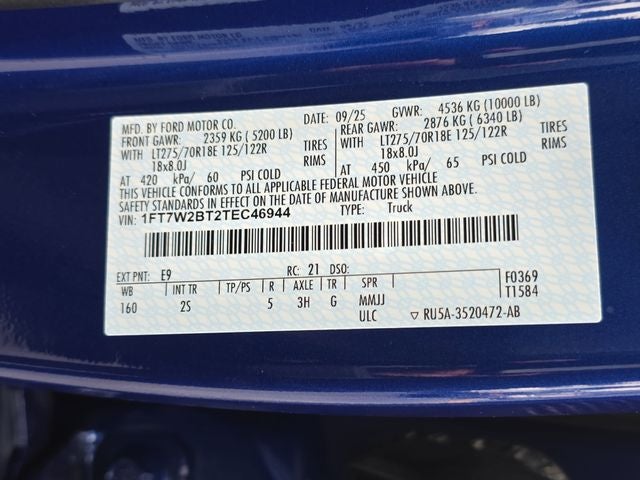 MFD. BY FORD MOTOR CO. DATE: 09/25 GVWR: 4536 KG (10000 LB)
FRONT GAWR: 2359 KG ( 5200 LB) REAR GAWR: 2876 KG ( 6340 LB)
WITH LT275/70R18E 125/122R TIRES WITH LT275/70R18E 125/122R TIRES
18x8.0J RIMS 18x8.0J RIMS
AT 420 kPa/ 60 PSI COLD AT 450 kPa/ 65 PSI COLD
THIS VEHICLE CONFORMS TO ALL APPLICABLE FEDERAL MOTOR VEHICLE
SAFETY STANDARDS IN EFFECT ON THE DATE OF MANUFACTURE SHOWN ABOVE.
VIN: 1FT7W2BT2TEC46944 TYPE: Truck
EXT PNT: E9 RC: 21 DSO: F0369
WB INT TR TP/PS R AXLE TR SPR T1584
160 2S 5 3H G MMJJ
ULC ▽ RU5A-3520472-AB